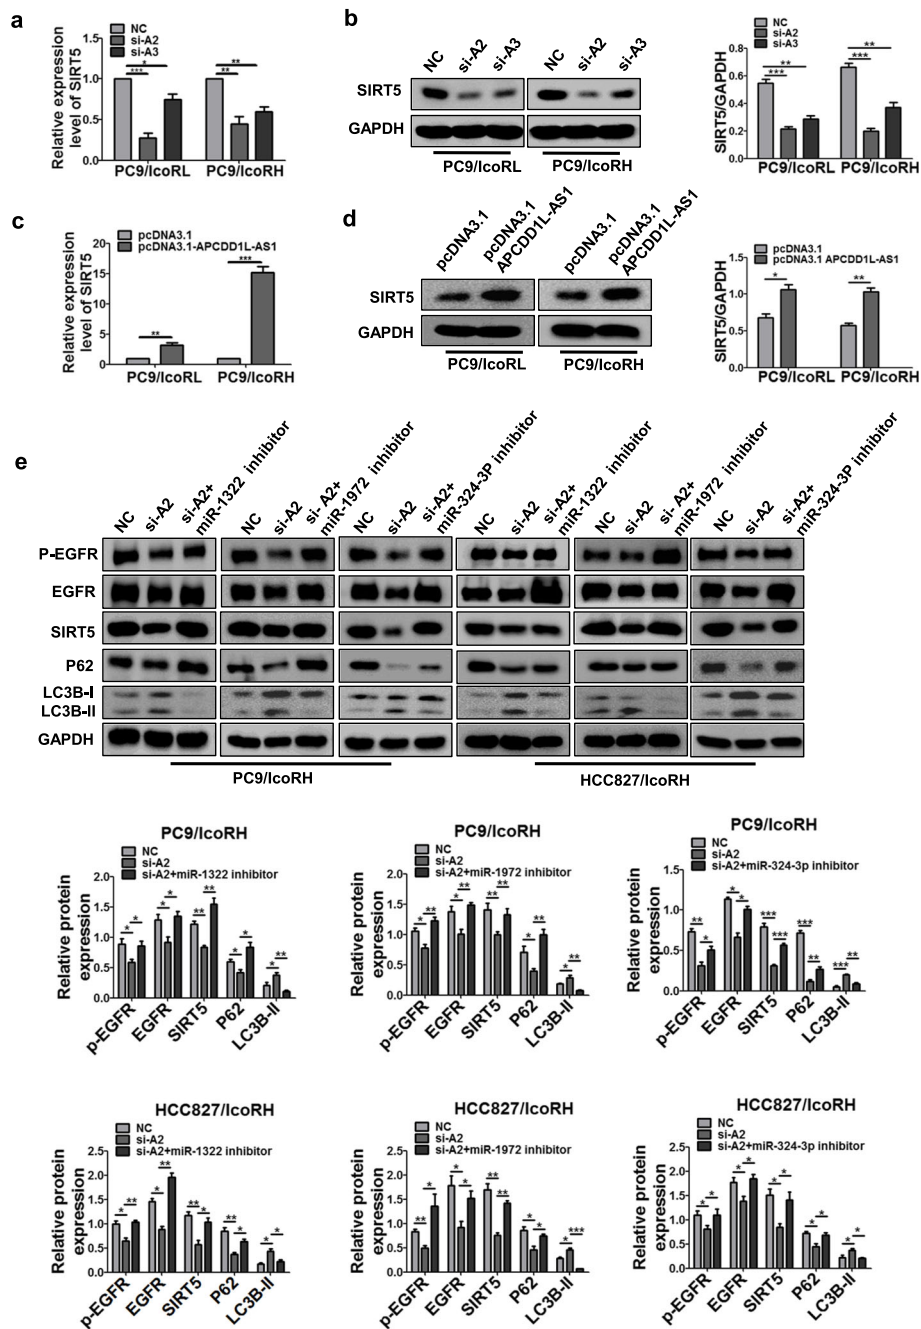 a
NC
si-A2
si-A3
Relative expression
level of SIRT5
1.5
1.0
0.5
0.0
*
***
**
**
PC9/IcoRL
PC9/IcoRH
b
NC
si-A2
si-A3
NC
si-A2
si-A3
SIRT5
GAPDH
PC9/IcoRL
PC9/IcoRH
NC
si-A2
si-A3
SIRT5/GAPDH
0.8
0.6
0.4
0.2
0.0
**
***
**
***
PC9/IcoRL
PC9/IcoRH
c
pcDNA3.1
pcDNA3.1-APCDD1L-AS1
Relative expression
level of SIRT5
20
15
10
5
0
**
***
PC9/IcoRL
PC9/IcoRH
d
pcDNA3.1
pcDNA3.1
APCDD1L-AS1
pcDNA3.1
pcDNA3.1
APCDD1L-AS1
SIRT5
GAPDH
PC9/IcoRL
PC9/IcoRH
pcDNA3.1
pcDNA3.1 APCDD1L-AS1
SIRT5/GAPDH
1.5
1.0
0.5
0.0
*
**
PC9/IcoRL
PC9/IcoRH
e
NC
si-A2
si-A2+
miR-1322 inhibitor
NC
si-A2
si-A2+
miR-1972 inhibitor
NC
si-A2
si-A2+
miR-324-3P inhibitor
NC
si-A2
si-A2+
miR-1322 inhibitor
NC
si-A2
si-A2+
miR-1972 inhibitor
NC
si-A2
si-A2+
miR-324-3P inhibitor
P-EGFR
EGFR
SIRT5
P62
LC3B-I
LC3B-II
GAPDH
PC9/IcoRH
HCC827/IcoRH
PC9/IcoRH
NC
si-A2
si-A2+miR-1322 inhibitor
Relative protein
expression
2.0
1.5
1.0
0.5
0.0
* * * * ** ** * * * **
p-EGFR
EGFR
SIRT5
P62
LC3B-II
PC9/IcoRH
NC
si-A2
si-A2+miR-1972 inhibitor
Relative protein
expression
2.0
1.5
1.0
0.5
0.0
* ** * ** ** ** * ** * **
p-EGFR
EGFR
SIRT5
P62
LC3B-II
PC9/IcoRH
NC
si-A2
si-A2+miR-324-3p inhibitor
Relative protein
expression
1.5
1.0
0.5
0.0
** * * * *** *** *** ** *** **
p-EGFR
EGFR
SIRT5
P62
LC3B-II
HCC827/IcoRH
NC
si-A2
si-A2+miR-1322 inhibitor
Relative protein
expression
2.5
2.0
1.5
1.0
0.5
0.0
* ** * ** ** * ** * * *
p-EGFR
EGFR
SIRT5
P62
LC3B-II
HCC827/IcoRH
NC
si-A2
si-A2+miR-1972 inhibitor
Relative protein
expression
2.5
2.0
1.5
1.0
0.5
0.0
** * * * ** ** * * * ***
p-EGFR
EGFR
SIRT5
P62
LC3B-II
HCC827/IcoRH
NC
si-A2
si-A2+miR-324-3p inhibitor
Relative protein
expression
2.5
2.0
1.5
1.0
0.5
0.0
* * * * * * * * * *
p-EGFR
EGFR
SIRT5
P62
LC3B-II